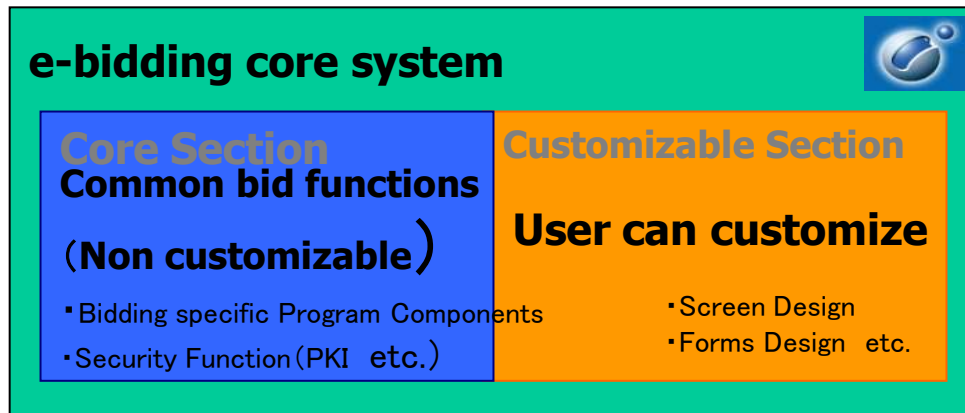 e-bidding core system
Core Section
Common bid functions
(Non customizable)
・Bidding specific Program Components
・Security Function(PKI etc.)
Customizable Section
User can customize
・Screen Design
・Forms Design etc.